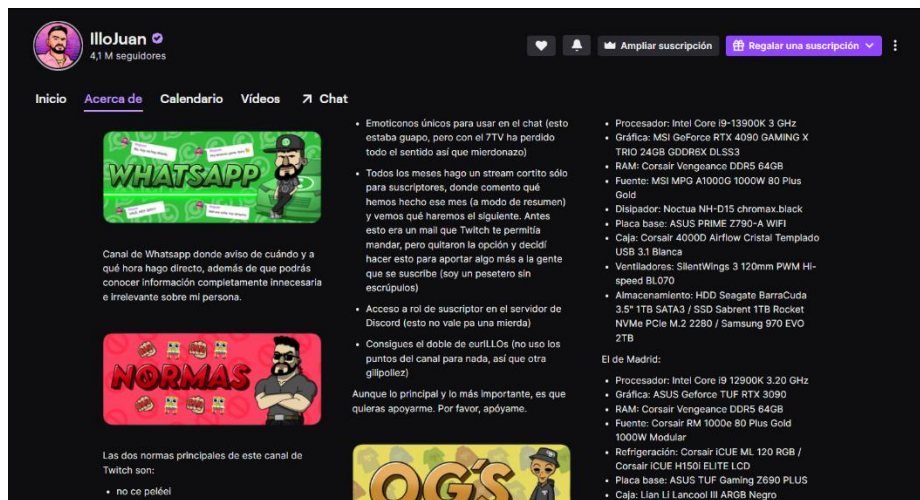 IlloJuan
4,1 M seguidores
Ampliar suscripción
Regalar una suscripción
Inicio
Acerca de
Calendario
Vídeos
Chat
WHATSAPP
Canal de Whatsapp donde aviso de cuándo y a
qué hora hago directo, además de que podrás
conocer información completamente innecesaria
e irrelevante sobre mi persona.
NORMAS
Las dos normas principales de este canal de
Twitch son:
• no ce peléei
• Emoticonos únicos para usar en el chat (esto
estaba guapo, pero con el 7TV ha perdido
todo el sentido así que mierdonazo)
• Todos los meses hago un stream cortito sólo
para suscriptores, donde comento qué
hemos hecho ese mes (a modo de resumen)
y vemos qué haremos el siguiente. Antes
esto era un mail que Twitch te permitía
mandar, pero quitaron la opción y decidí
hacer esto para aportar algo más a la gente
que se suscribe (soy un pesetero sin
escrúpulos)
• Acceso a rol de suscriptor en el servidor de
Discord (esto no vale pa una mierda)
• Consigues el doble de eurILLOs (no uso los
puntos del canal para nada, así que otra
gilipollez)
Aunque lo principal y lo más importante, es que
quieras apoyarme. Por favor, apóyame.
OG'S
• Procesador: Intel Core i9-13900K 3 GHz
• Gráfica: MSI GeForce RTX 4090 GAMING X
TRIO 24GB GDDR6X DLSS3
• RAM: Corsair Vengeance DDR5 64GB
• Fuente: MSI MPG A1000G 1000W 80 Plus
Gold
• Disipador: Noctua NH-D15 chromax.black
• Placa base: ASUS PRIME Z790-A WIFI
• Caja: Corsair 4000D Airflow Cristal Templado
USB 3.1 Blanca
• Ventiladores: SilentWings 3 120mm PWM Hi-
speed BL070
• Almacenamiento: HDD Seagate BarraCuda
3.5" 1TB SATA3 / SSD Sabrent 1TB Rocket
NVMe PCIe M.2 2280 / Samsung 970 EVO
2TB
El de Madrid:
• Procesador: Intel Core i9 12900K 3.20 GHz
• Gráfica: ASUS Geforce TUF RTX 3090
• RAM: Corsair Vengeance DDR5 64GB
• Fuente: Corsair RM 1000e 80 Plus Gold
1000W Modular
• Refrigeración: Corsair iCUE ML 120 RGB /
Corsair iCUE H150i ELITE LCD
• Placa base: ASUS TUF Gaming Z690 PLUS
• Caja: Lian Li Lancool III ARGB Negro